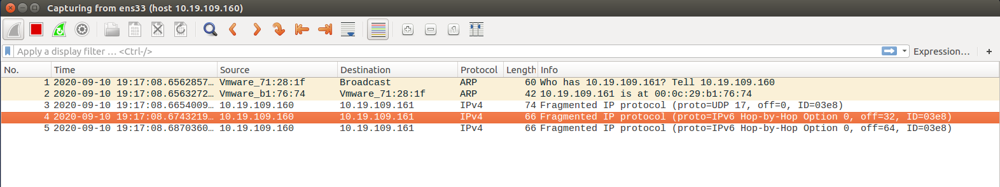 Capturing from ens33 (host 10.19.109.160)
Apply a display filter … <Ctrl-/> Expression… +
No. Time Source Destination Protocol Length Info
1 2020-09-10 19:17:08.6562857… Vmware_71:28:1f Broadcast ARP 60 Who has 10.19.109.161? Tell 10.19.109.160
2 2020-09-10 19:17:08.6563272… Vmware_b1:76:74 Vmware_71:28:1f ARP 42 10.19.109.161 is at 00:0c:29:b1:76:74
3 2020-09-10 19:17:08.6654009… 10.19.109.160 10.19.109.161 IPv4 74 Fragmented IP protocol (proto=UDP 17, off=0, ID=03e8)
4 2020-09-10 19:17:08.6743219… 10.19.109.160 10.19.109.161 IPv4 66 Fragmented IP protocol (proto=IPv6 Hop-by-Hop Option 0, off=32, ID=03e8)
5 2020-09-10 19:17:08.6870360… 10.19.109.160 10.19.109.161 IPv4 66 Fragmented IP protocol (proto=IPv6 Hop-by-Hop Option 0, off=64, ID=03e8)